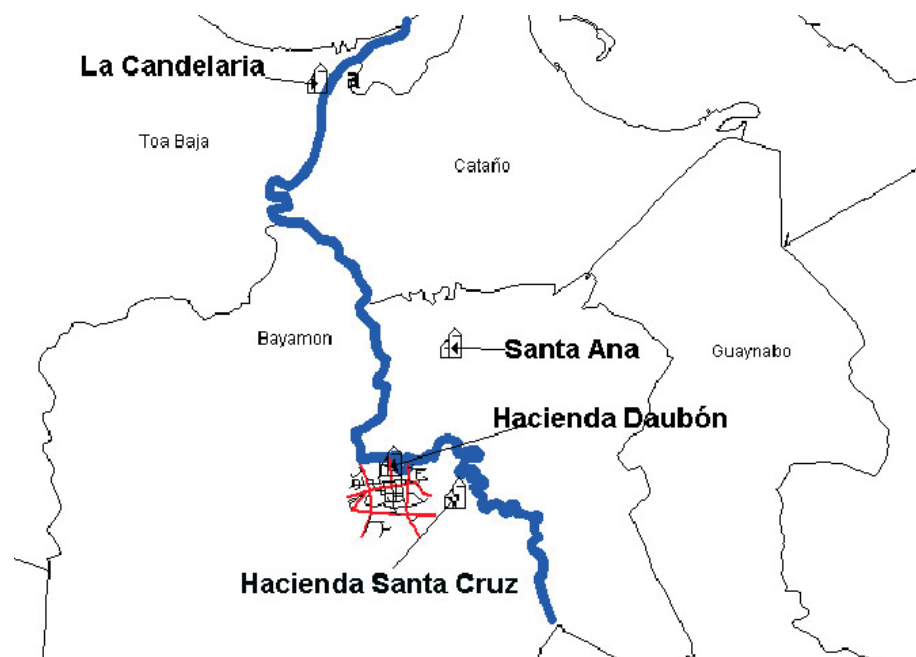 La Candelaria
a
Toa Baja
Cataño
Bayamon
Santa Ana
Guaynabo
Hacienda Daubón
Hacienda Santa Cruz